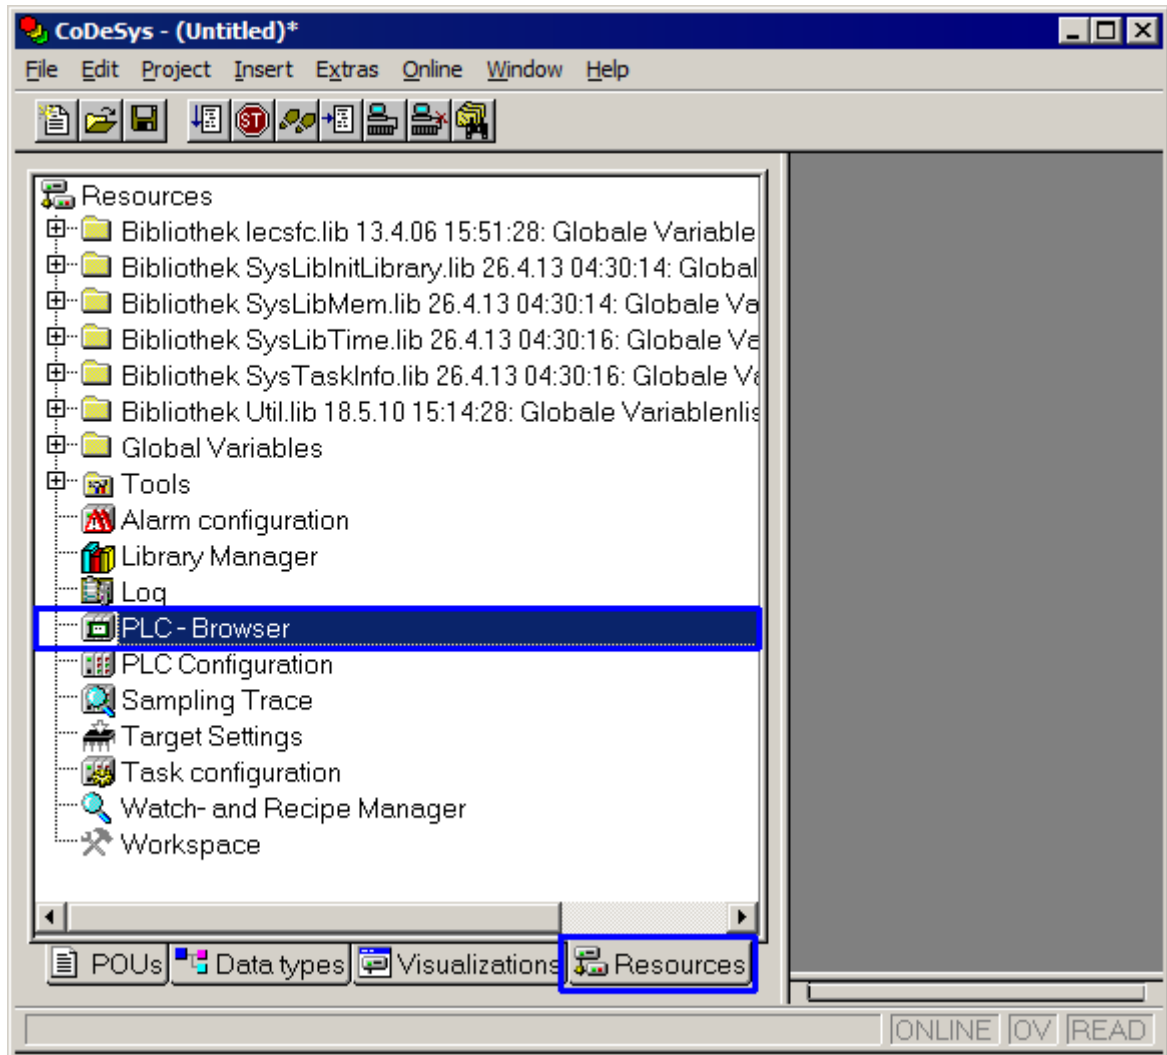 CoDeSys - (Untitled)*
File Edit Project Insert Extras Online Window Help
ST
Resources
Bibliothek Iecsfc.lib 13.4.06 15:51:28: Globale Variable
Bibliothek SysLibInitLibrary.lib 26.4.13 04:30:14: Global
Bibliothek SysLibMem.lib 26.4.13 04:30:14: Globale Va
Bibliothek SysLibTime.lib 26.4.13 04:30:16: Globale Va
Bibliothek SysTaskInfo.lib 26.4.13 04:30:16: Globale Va
Bibliothek Util.lib 18.5.10 15:14:28: Globale Variablenlis
Global Variables
Tools
Alarm configuration
Library Manager
Log
PLC - Browser
PLC Configuration
Sampling Trace
Target Settings
Task configuration
Watch- and Recipe Manager
Workspace
POUs Data types Visualizations Resources
ONLINE OV READ